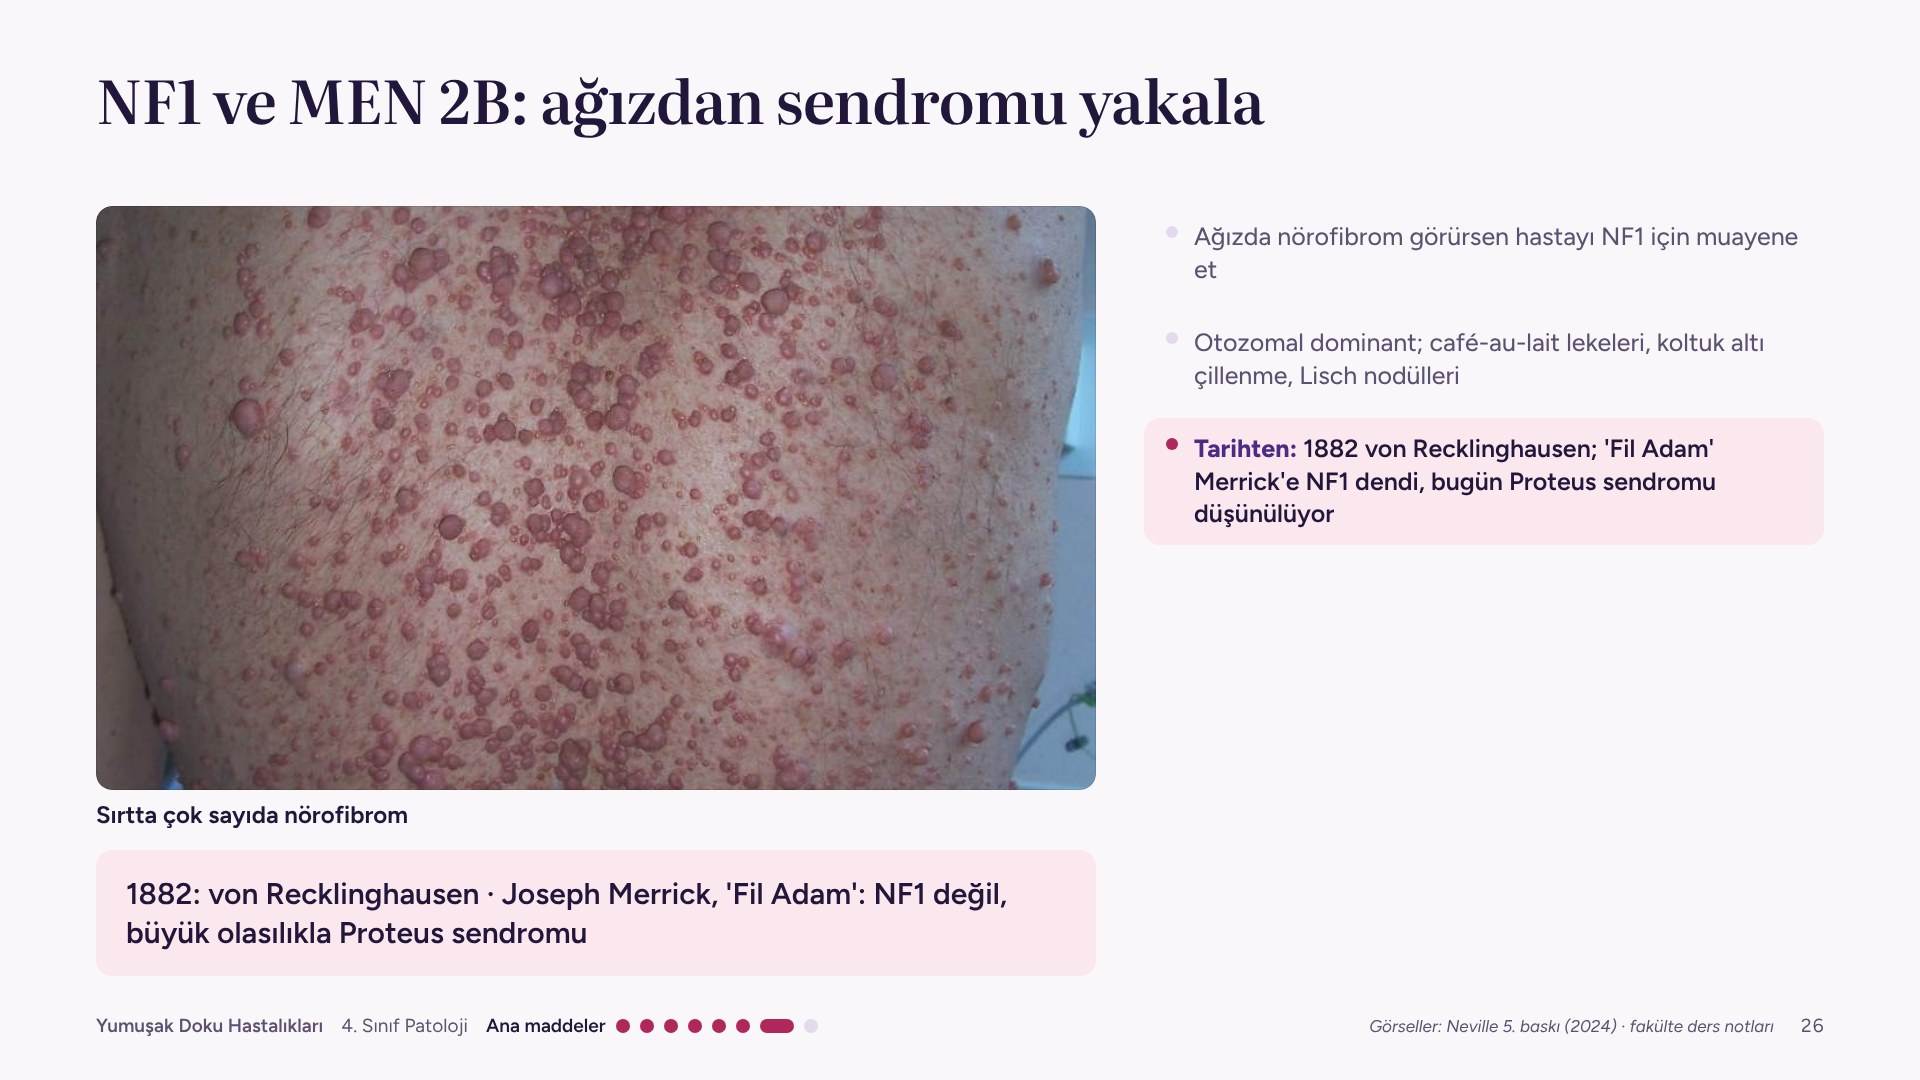 NF1 ve MEN 2B: ağızdan sendromu yakala
Ağızda nörofibrom görürsen hastayı NF1 için muayene
et
Otozomal dominant; café-au-lait lekeleri, koltuk altı
çillenme, Lisch nodülleri
Tarihten: 1882 von Recklinghausen; 'Fil Adam'
Merrick'e NF1 dendi, bugün Proteus sendromu
düşünülüyor
Sırtta çok sayıda nörofibrom
1882: von Recklinghausen · Joseph Merrick, 'Fil Adam': NF1 değil,
büyük olasılıkla Proteus sendromu
Yumuşak Doku Hastalıkları 4. Sınıf Patoloji Ana maddeler
Görseller: Neville 5. baskı (2024) · fakülte ders notları 26